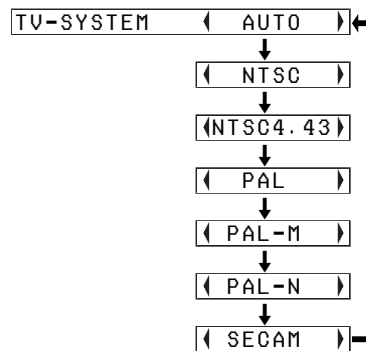 TV-SYSTEM AUTO
NTSC
NTSC4.43
PAL
PAL-M
PAL-N
SECAM